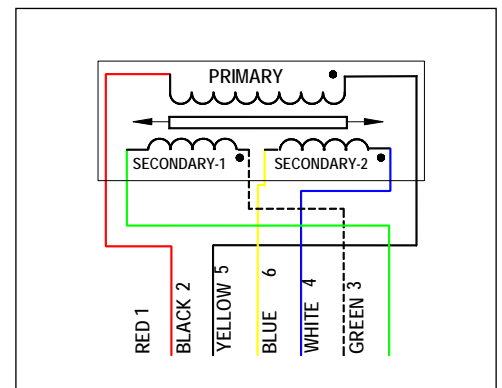 PRIMARY
SECONDARY-1
SECONDARY-2
RED 1
BLACK 2
YELLOW 5
BLUE 6
WHITE 4
GREEN 3